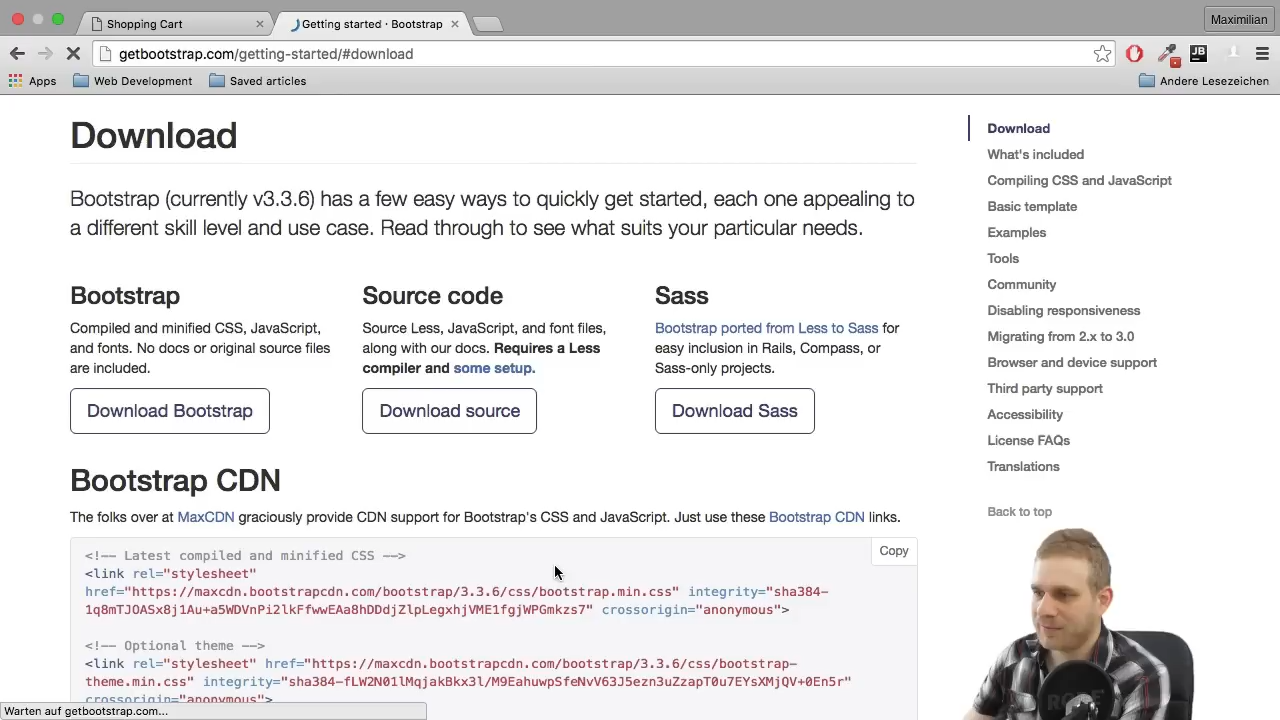 Shopping Cart
Getting started · Bootstrap
Maximilian
getbootstrap.com/getting-started/#download
JB
Apps
Web Development
Saved articles
Andere Lesezeichen
Download
Bootstrap (currently v3.3.6) has a few easy ways to quickly get started, each one appealing to
a different skill level and use case. Read through to see what suits your particular needs.
Bootstrap
Compiled and minified CSS, JavaScript,
and fonts. No docs or original source files
are included.
Download Bootstrap
Source code
Source Less, JavaScript, and font files,
along with our docs. Requires a Less
compiler and some setup.
Download source
Sass
Bootstrap ported from Less to Sass for
easy inclusion in Rails, Compass, or
Sass-only projects.
Download Sass
Bootstrap CDN
The folks over at MaxCDN graciously provide CDN support for Bootstrap's CSS and JavaScript. Just use these Bootstrap CDN links.
Copy
<!-- Latest compiled and minified CSS -->
<link rel="stylesheet"
href="https://maxcdn.bootstrapcdn.com/bootstrap/3.3.6/css/bootstrap.min.css" integrity="sha384-
1q8mTJOASx8j1Au+a5WDVnPi2lkFfwwEAa8hDDdjZlpLegxhjVME1fgjWPGmkzs7" crossorigin="anonymous">
<!-- Optional theme -->
<link rel="stylesheet" href="https://maxcdn.bootstrapcdn.com/bootstrap/3.3.6/css/bootstrap-
theme.min.css" integrity="sha384-fLW2N01lMqjakBkx3l/M9EahuwpSfeNvV63J5ezn3uZzapT0u7EYsXMjQV+0En5r"
crossorigin="anonymous">
Download
What's included
Compiling CSS and JavaScript
Basic template
Examples
Tools
Community
Disabling responsiveness
Migrating from 2.x to 3.0
Browser and device support
Third party support
Accessibility
License FAQs
Translations
Back to top
Warten auf getbootstrap.com...